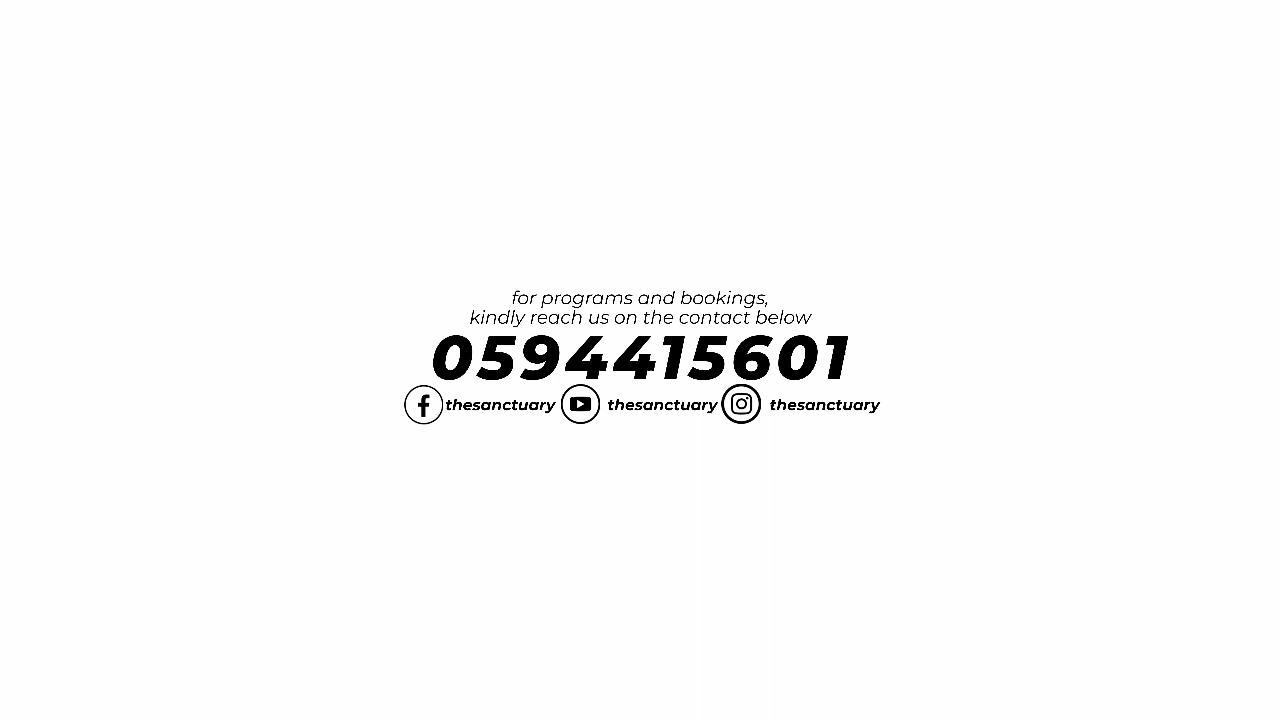 for programs and bookings,
kindly reach us on the contact below
0594415601
thesanctuary thesanctuary thesanctuary